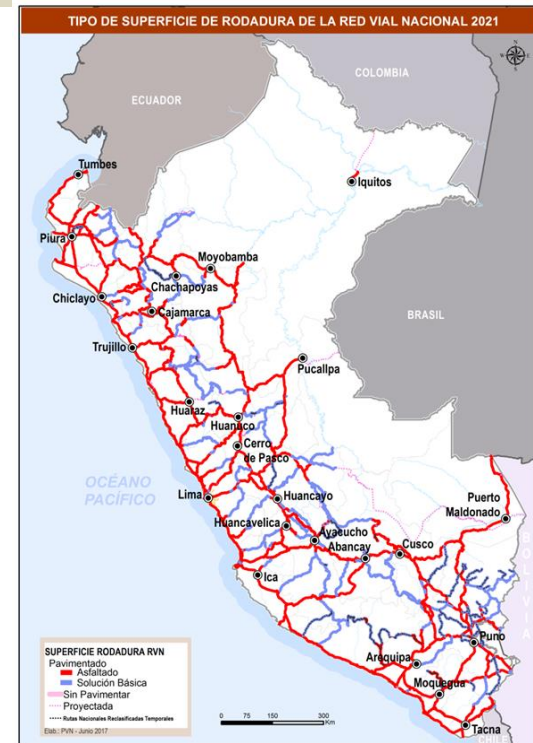 TIPO DE SUPERFICIE DE RODADURA DE LA RED VIAL NACIONAL 2021
COLOMBIA
ECUADOR
Tumbes
Iquitos
Piura
Moyobamba
Chachapoyas
Chiclayo
Cajamarca
BRASIL
Trujillo
Pucallpa
Huaraz
Huanuco
Cerro
de Pasco
OCÉANO
PACÍFICO
Lima
Huancayo
Puerto
Maldonado
Huancavelica
Ayacucho
Abancay
Cusco
BOLIVIA
Ica
Puno
Arequipa
Moquegua
Tacna
CHILE
SUPERFICIE RODADURA RVN
Pavimentado
Asfaltado
Solución Básica
Sin Pavimentar
Proyectada
Rutas Nacionales Reclasificadas Temporales
Elab.: PVN - Junio 2017
0 75 150 300
Km